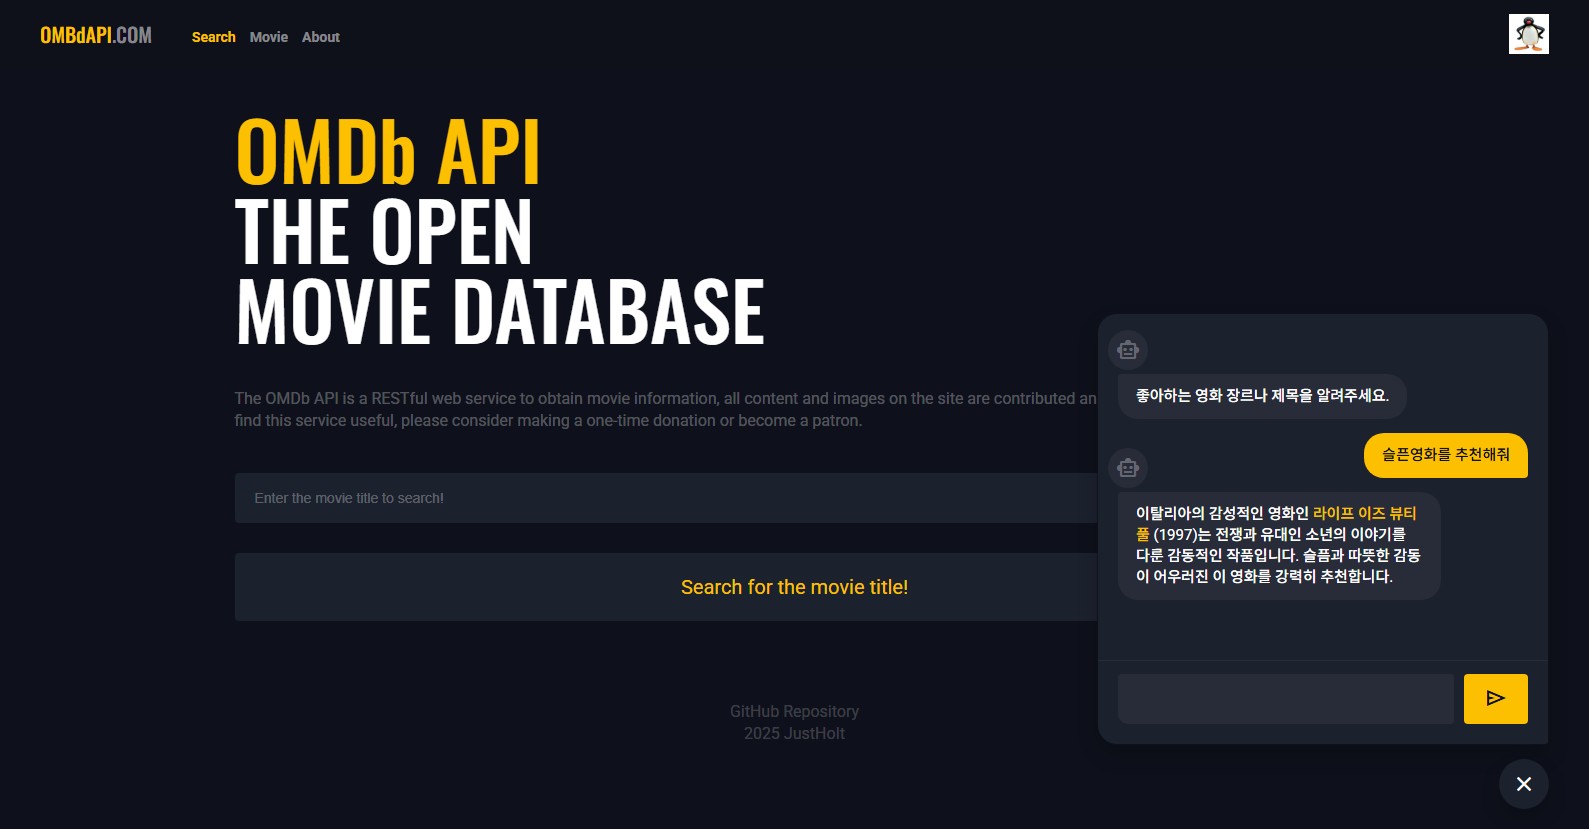 OMBdAPI.COM
Search Movie About
OMDb API
THE OPEN
MOVIE DATABASE
The OMDb API is a RESTful web service to obtain movie information, all content and images on the site are contributed an
find this service useful, please consider making a one-time donation or become a patron.
Enter the movie title to search!
Search for the movie title!
GitHub Repository
2025 JustHolt
좋아하는 영화 장르나 제목을 알려주세요.
슬픈영화를 추천해줘
이탈리아의 감성적인 영화인 라이프 이즈 뷰티
풀 (1997)는 전쟁과 유대인 소년의 이야기를
다룬 감동적인 작품입니다. 슬픔과 따뜻한 감동
이 어우러진 이 영화를 강력히 추천합니다.